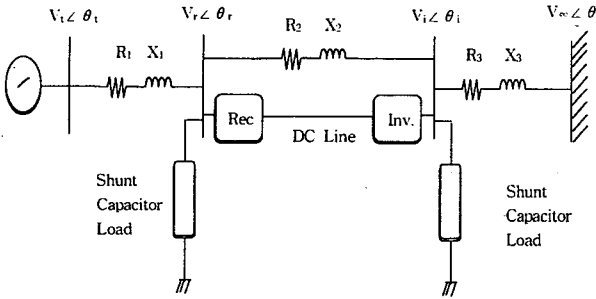 Vt∠ θt
Vr∠ θr
Vi∠ θi
V∞∠ θ
R1 X1
R2 X2
R3 X3
Rec
DC Line
Inv.
Shunt
Capacitor
Load
Shunt
Capacitor
Load